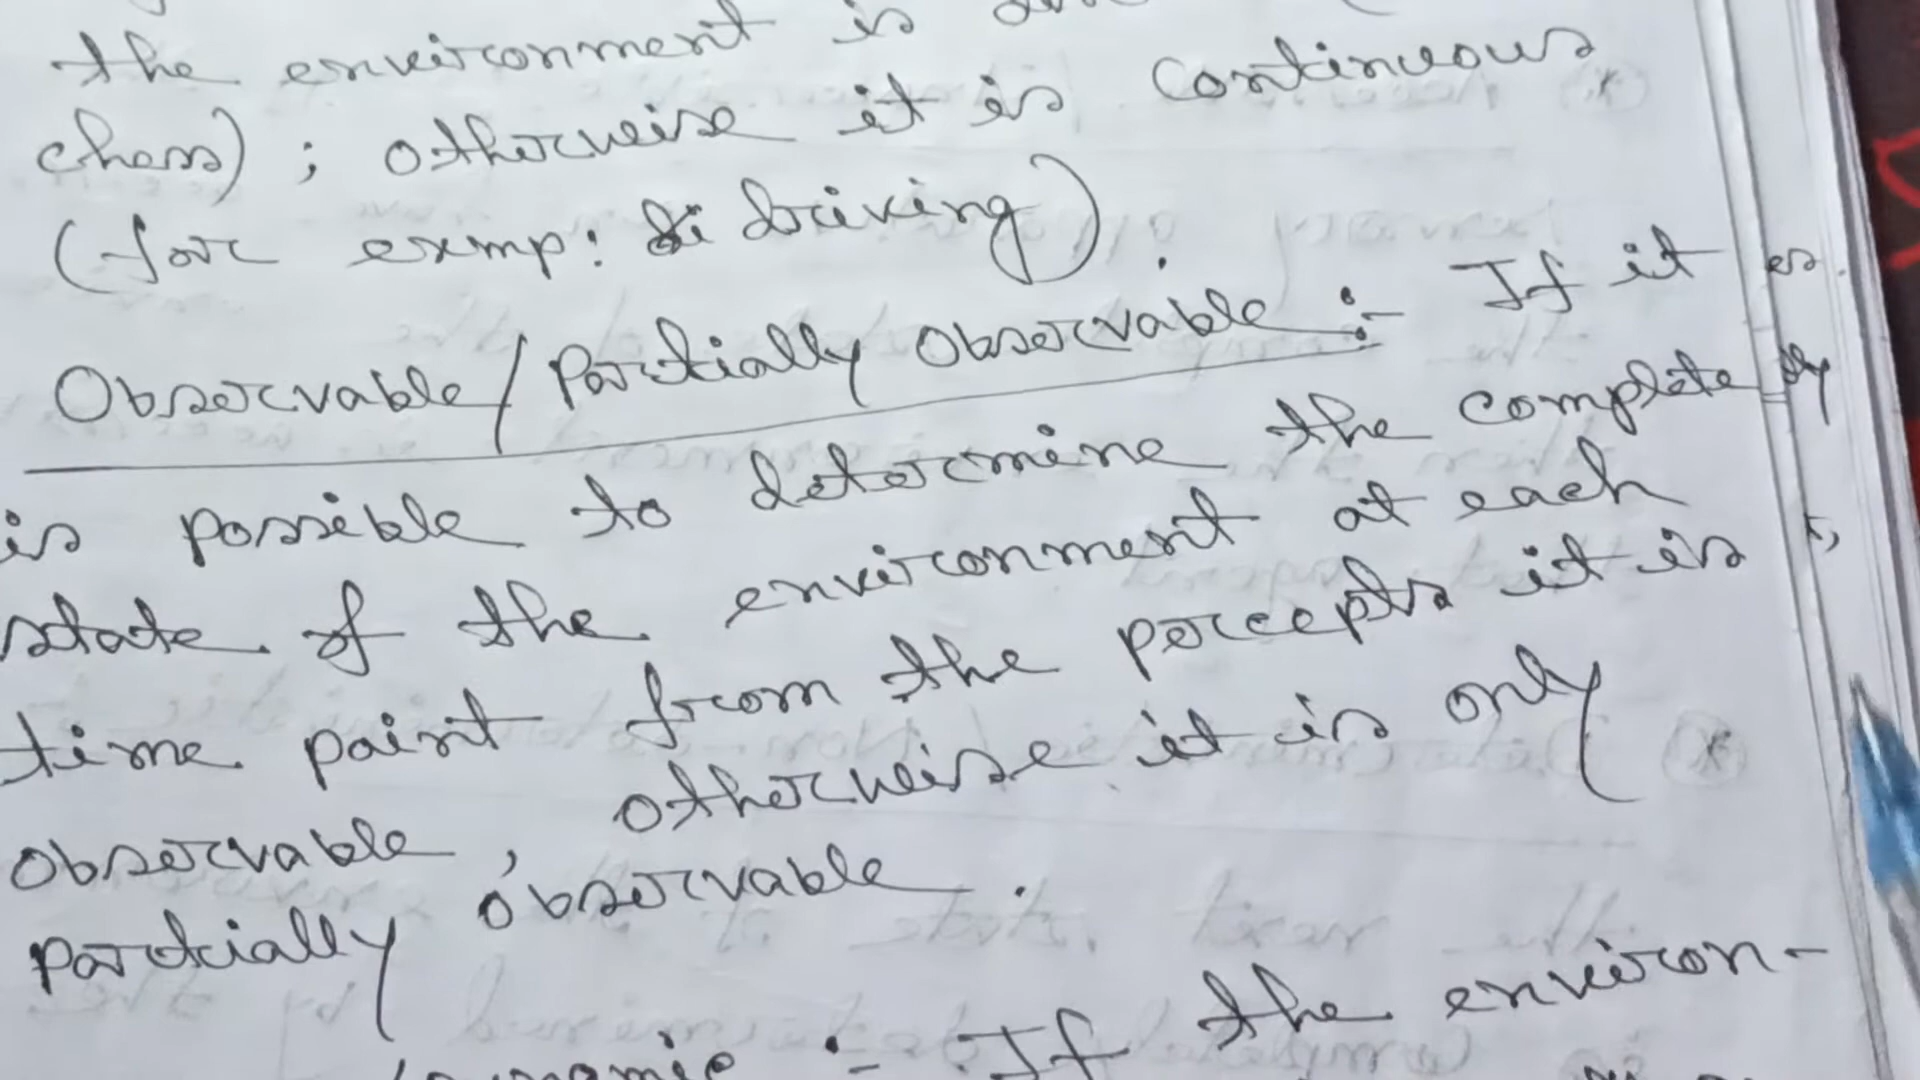 the environment is
chess) ; otherwise it is continuous
(for exmp: driving).
Observable/Partially Observable :- If it is
is possible to determine the completely
state of the environment at each
time point from the percepts it is
observable, otherwise it is only
partially observable.
:- If the environ-